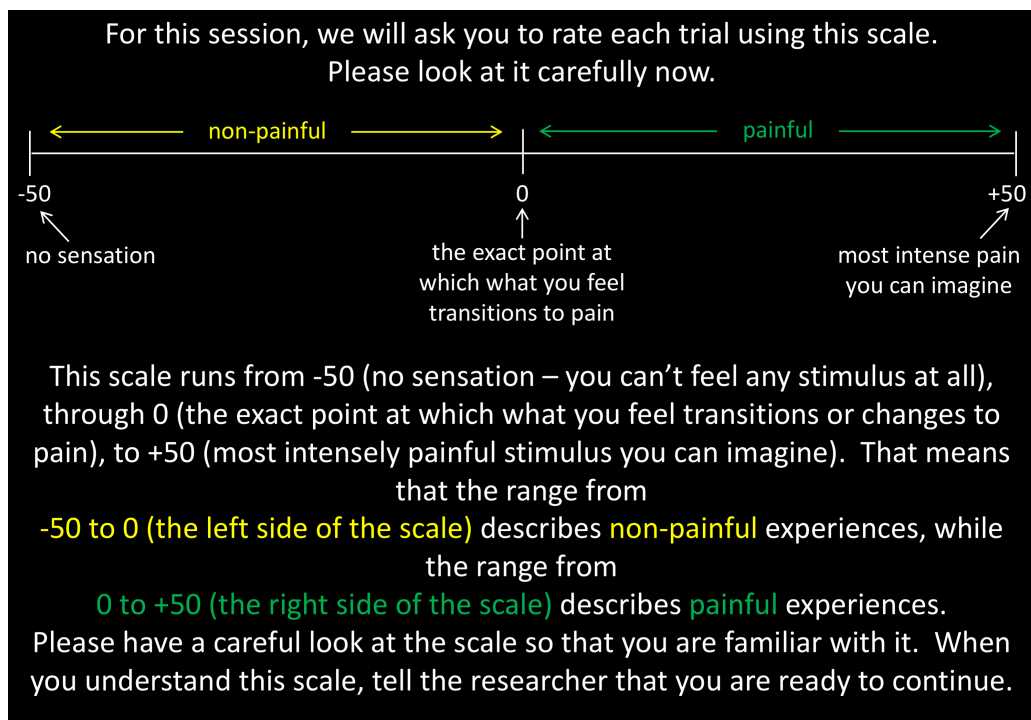 For this session, we will ask you to rate each trial using this scale.
Please look at it carefully now.
non-painful
painful
-50
0
+50
no sensation
the exact point at
which what you feel
transitions to pain
most intense pain
you can imagine
This scale runs from -50 (no sensation – you can’t feel any stimulus at all),
through 0 (the exact point at which what you feel transitions or changes to
pain), to +50 (most intensely painful stimulus you can imagine).  That means
that the range from
-50 to 0 (the left side of the scale) describes non-painful experiences, while
the range from
0 to +50 (the right side of the scale) describes painful experiences.
Please have a careful look at the scale so that you are familiar with it.  When
you understand this scale, tell the researcher that you are ready to continue.